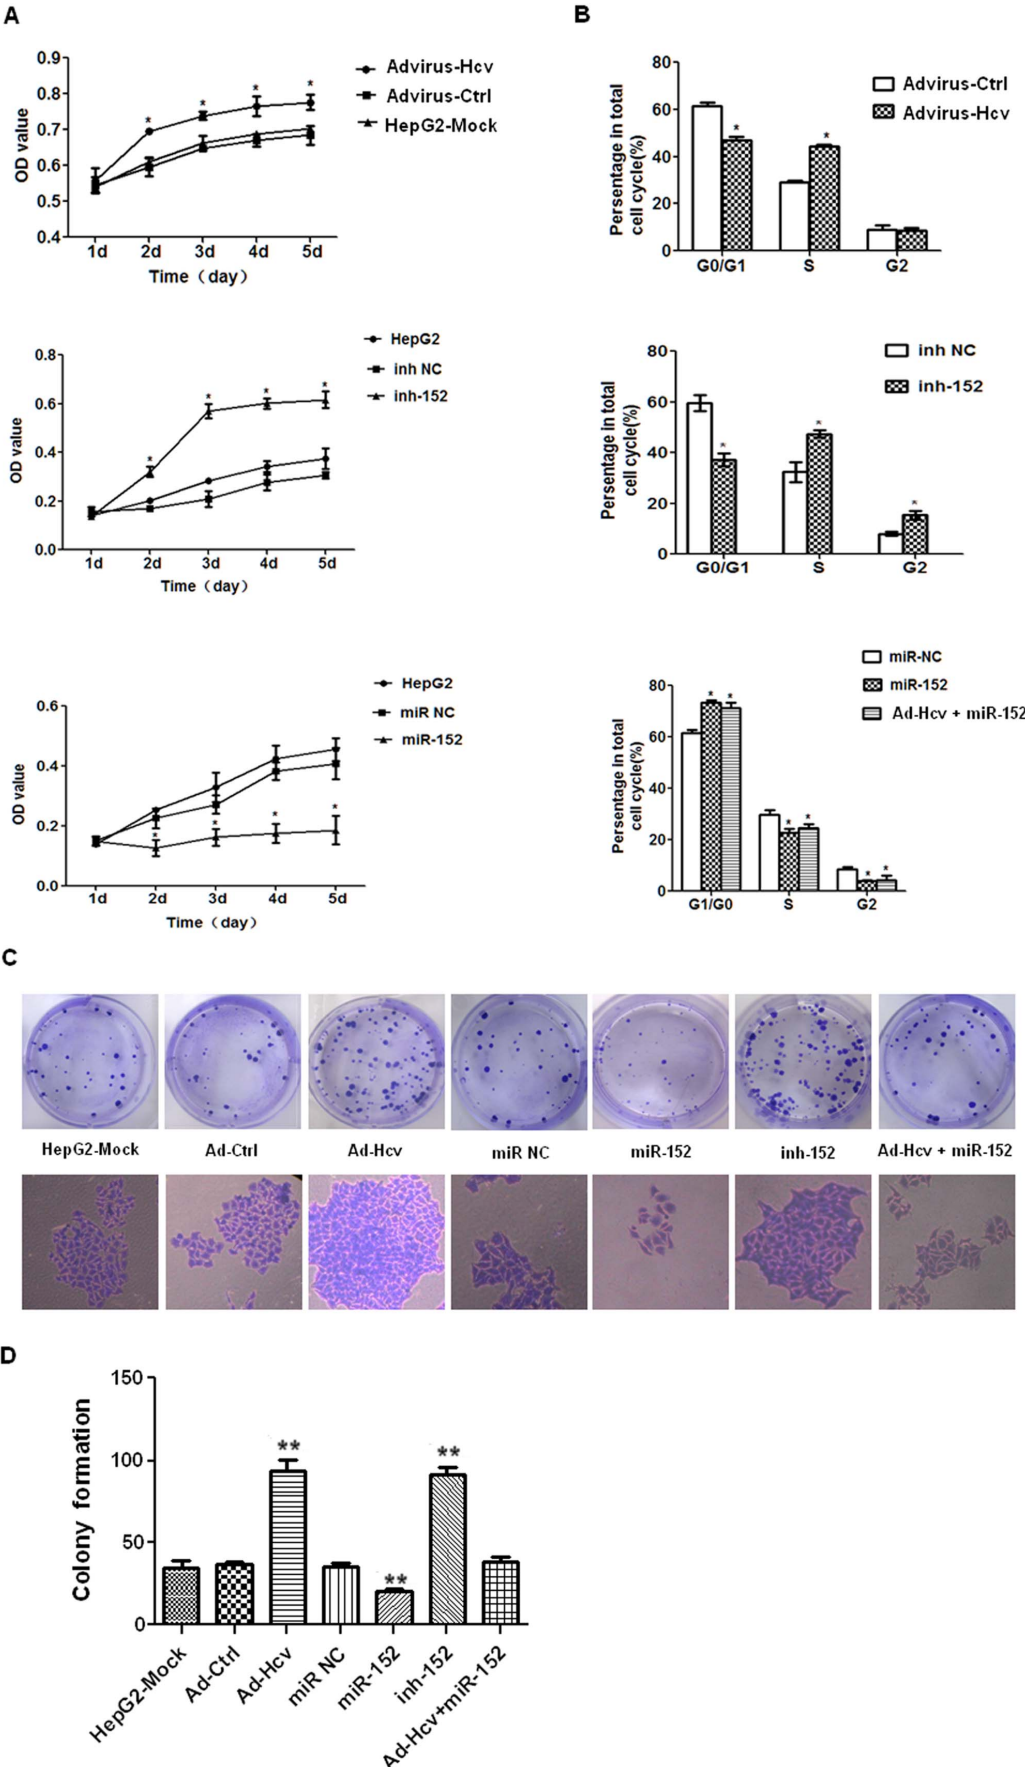 A
B
0.9
0.8
0.7
0.6
0.5
0.4
OD value
* * * *
1d 2d 3d 4d 5d
Time（day）
Advirus-Hcv
Advirus-Ctrl
HepG2-Mock
80
60
40
20
0
Persentage in total
cell cycle(%)
* *
G0/G1 S G2
Advirus-Ctrl
Advirus-Hcv
0.8
0.6
0.4
0.2
0.0
OD value
* * * *
1d 2d 3d 4d 5d
Time（day）
HepG2
inh NC
inh-152
80
60
40
20
0
Persentage in total
cell cycle(%)
* * *
G0/G1 S G2
inh NC
inh-152
0.6
0.4
0.2
0.0
OD value
* * * *
1d 2d 3d 4d 5d
Time（day）
HepG2
miR NC
miR-152
80
60
40
20
0
Persentage in total
cell cycle(%)
* * * * * *
G1/G0 S G2
miR-NC
miR-152
Ad-Hcv + miR-152
C
HepG2-Mock Ad-Ctrl Ad-Hcv miR NC miR-152 inh-152 Ad-Hcv + miR-152
D
150
100
50
0
Colony formation
** ** **
HepG2-Mock
Ad-Ctrl
Ad-Hcv
miR NC
miR-152
inh-152
Ad-Hcv+miR-152